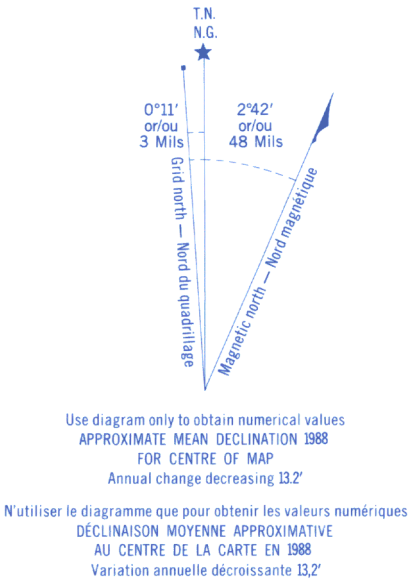 T.N.
N.G.
0°11′
or/ou
3 Mils
2°42′
or/ou
48 Mils
Grid north — Nord du quadrillage
Magnetic north — Nord magnétique
Use diagram only to obtain numerical values
APPROXIMATE MEAN DECLINATION 1988
FOR CENTRE OF MAP
Annual change decreasing 13.2′
N'utiliser le diagramme que pour obtenir les valeurs numériques
DÉCLINAISON MOYENNE APPROXIMATIVE
AU CENTRE DE LA CARTE EN 1988
Variation annuelle décroissante 13,2′